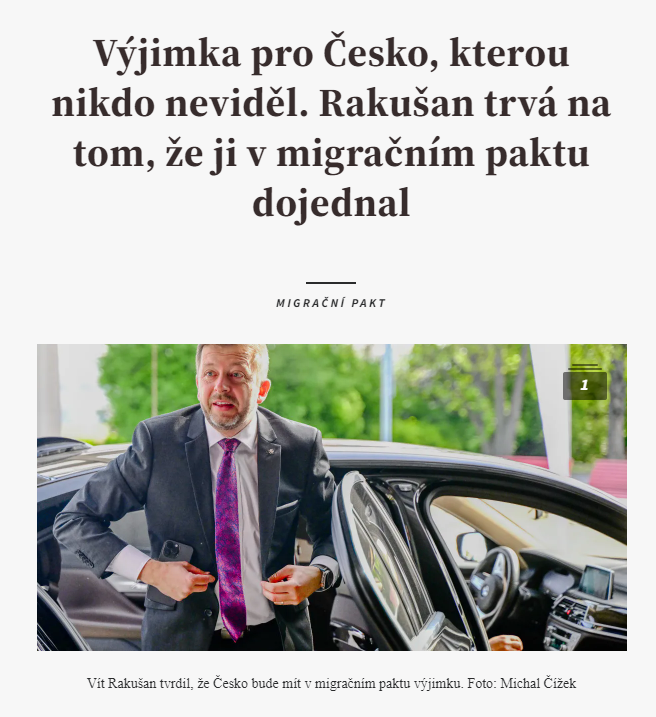 Výjimka pro Česko, kterou
nikdo neviděl. Rakušan trvá na
tom, že ji v migračním paktu
dojednal
MIGRAČNÍ PAKT
1
Vít Rakušan tvrdil, že Česko bude mít v migračním paktu výjimku. Foto: Michal Čížek